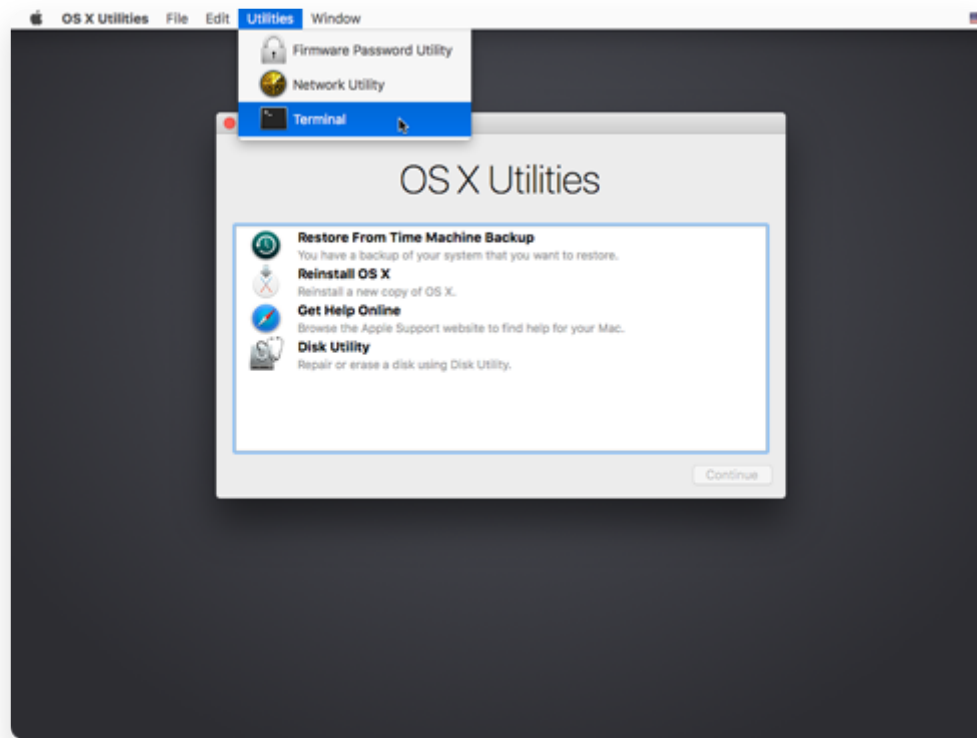 OS X Utilities File Edit Utilities Window
Firmware Password Utility
Network Utility
Terminal
OS X Utilities
Restore From Time Machine Backup
You have a backup of your system that you want to restore.
Reinstall OS X
Reinstall a new copy of OS X.
Get Help Online
Browse the Apple Support website to find help for your Mac.
Disk Utility
Repair or erase a disk using Disk Utility.
Continue